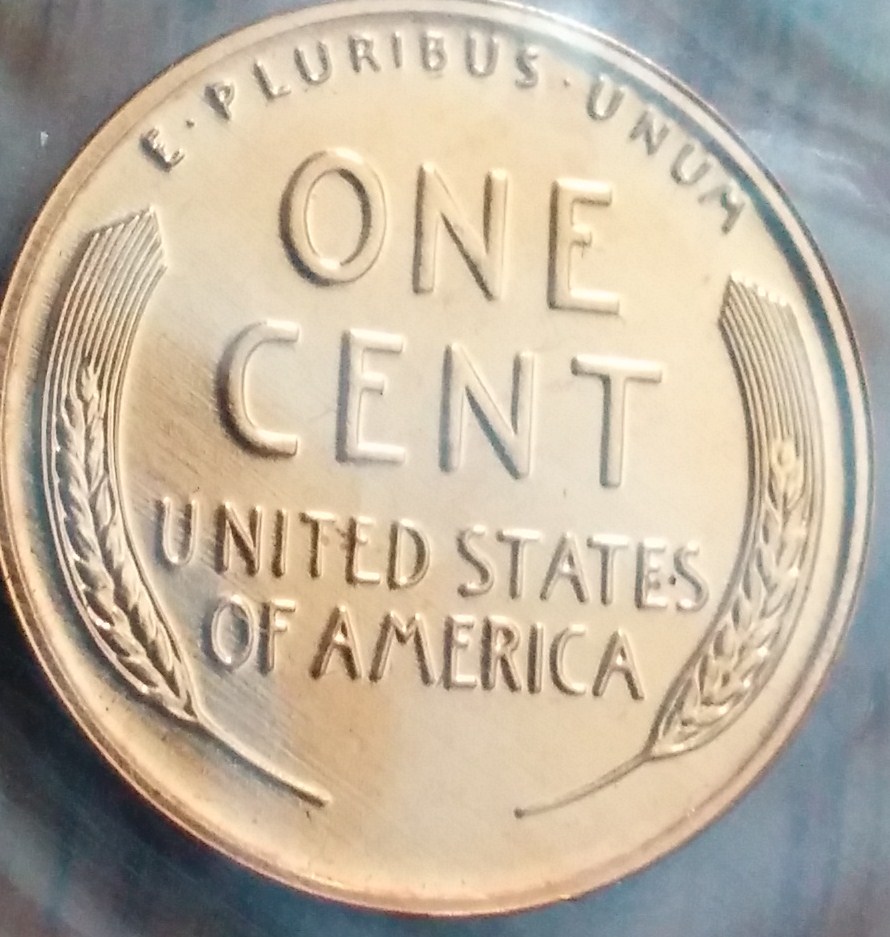 E·PLURIBUS·UNUM
ONE
CENT
UNITED STATES
OF AMERICA